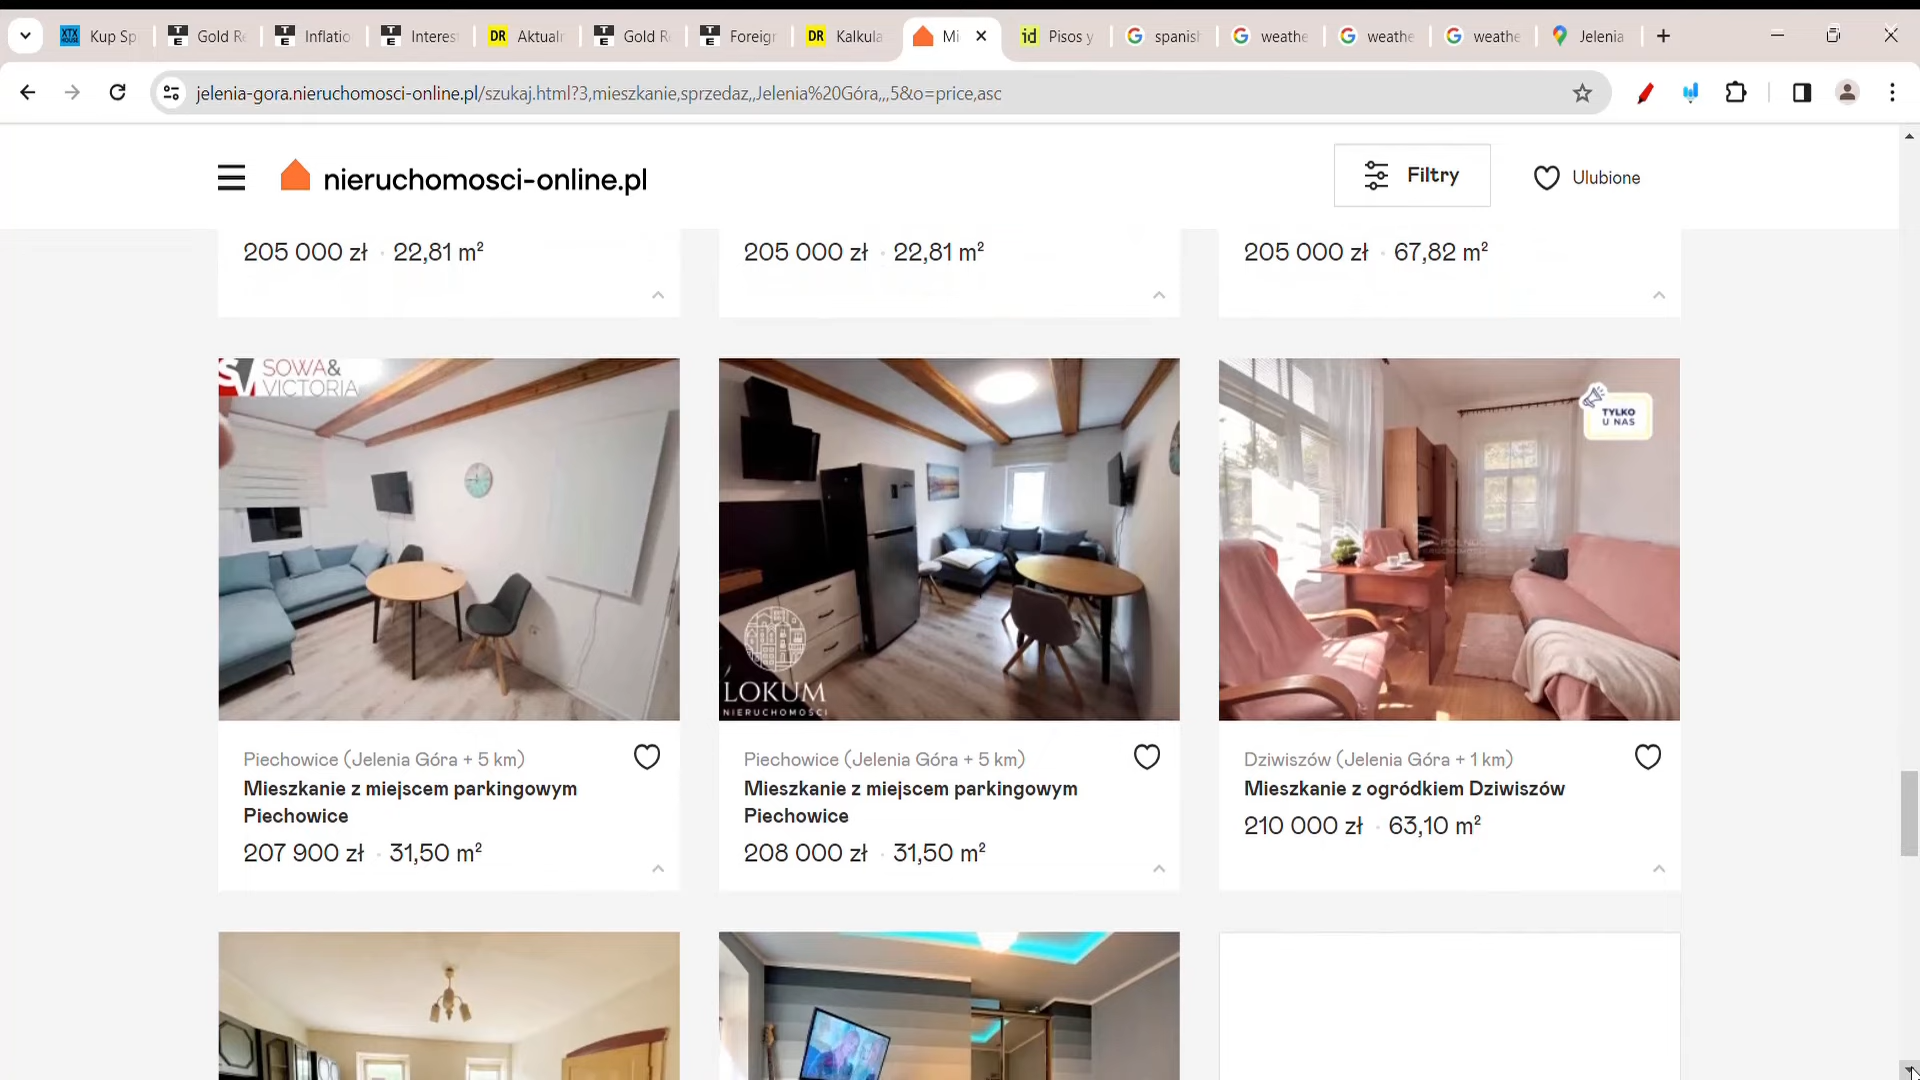 Kup Sp
Gold Re
Inflatio
Interest
Aktualn
Gold Re
Foreign
Kalkula
Mi
Pisos y
spanish
weathe
weathe
weathe
Jelenia
jelenia-gora.nieruchomosci-online.pl/szukaj.html?3,mieszkanie,sprzedaz,,Jelenia%20Góra,,,5&o=price,asc
nieruchomosci-online.pl
Filtry
Ulubione
205 000 zł · 22,81 m²
205 000 zł · 22,81 m²
205 000 zł · 67,82 m²
SOWA&
VICTORIA
LOKUM
NIERUCHOMOŚCI
TYLKO
U NAS
Piechowice (Jelenia Góra + 5 km)
Mieszkanie z miejscem parkingowym
Piechowice
207 900 zł · 31,50 m²
Piechowice (Jelenia Góra + 5 km)
Mieszkanie z miejscem parkingowym
Piechowice
208 000 zł · 31,50 m²
Dziwiszów (Jelenia Góra + 1 km)
Mieszkanie z ogródkiem Dziwiszów
210 000 zł · 63,10 m²